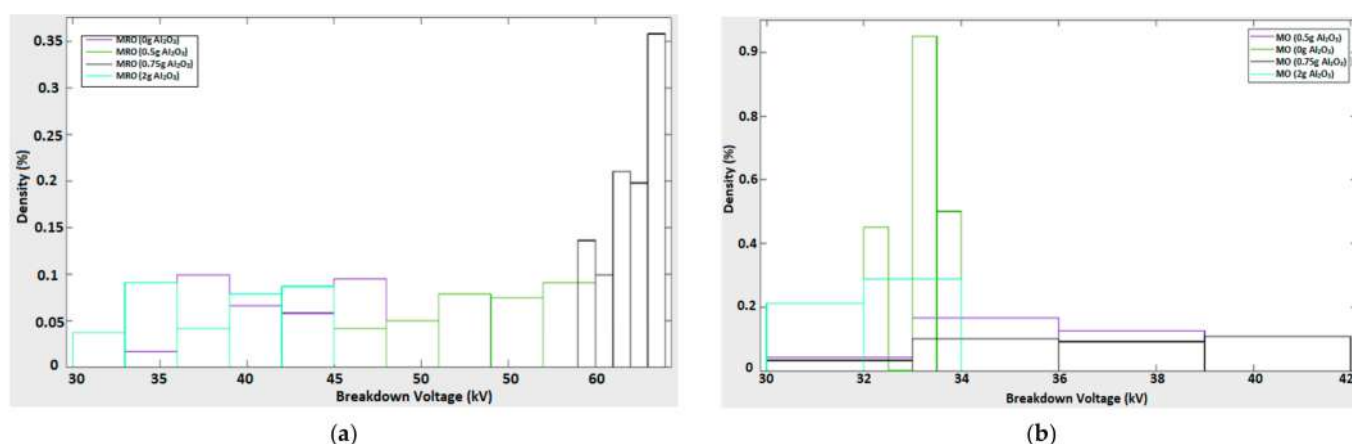 MRO (0g Al₂O₃)
MRO (0.5g Al₂O₃)
MRO (0.75g Al₂O₃)
MRO (2g Al₂O₃)
0.35
0.3
0.25
0.2
0.15
0.1
0.05
0
Density (%)
30 35 40 45 50 50 60
Breakdown Voltage (kV)
(a)
MO (0.5g Al₂O₃)
MO (0g Al₂O₃)
MO (0.75g Al₂O₃)
MO (2g Al₂O₃)
0.9
0.8
0.6
0.4
0.2
0
Density (%)
30 32 34 36 38 40 42
Breakdown Voltage (kV)
(b)